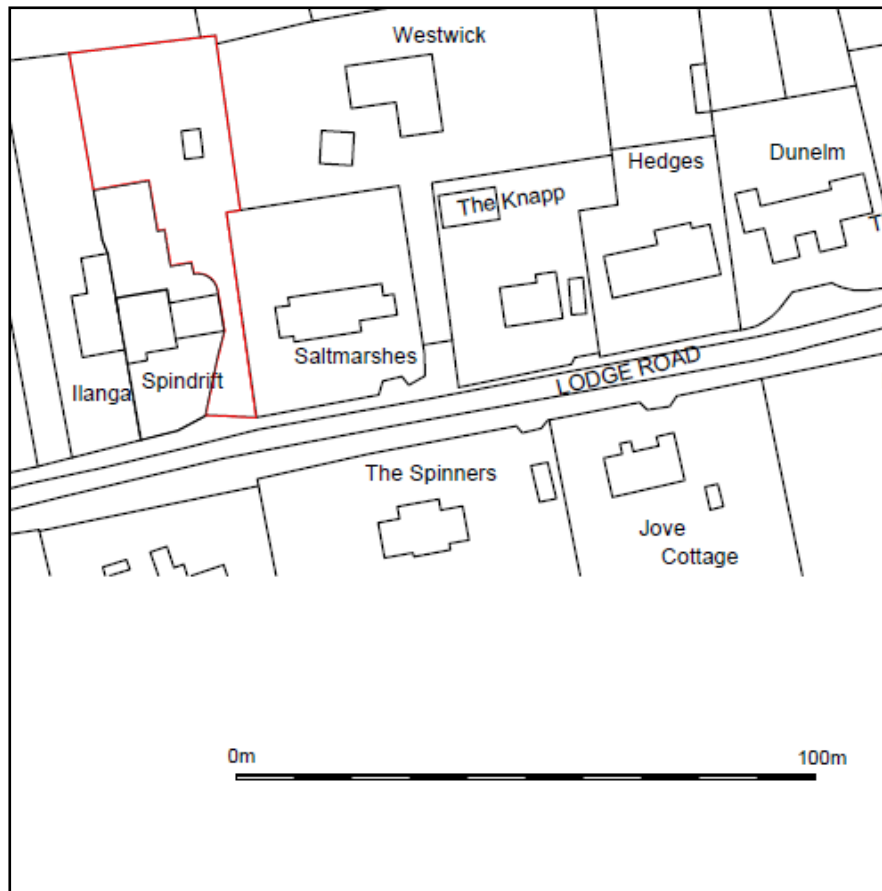 Westwick
Hedges
Dunelm
The Knapp
Saltmarshes
Ilanga
Spindrift
LODGE ROAD
The Spinners
Jove
Cottage
0m
100m